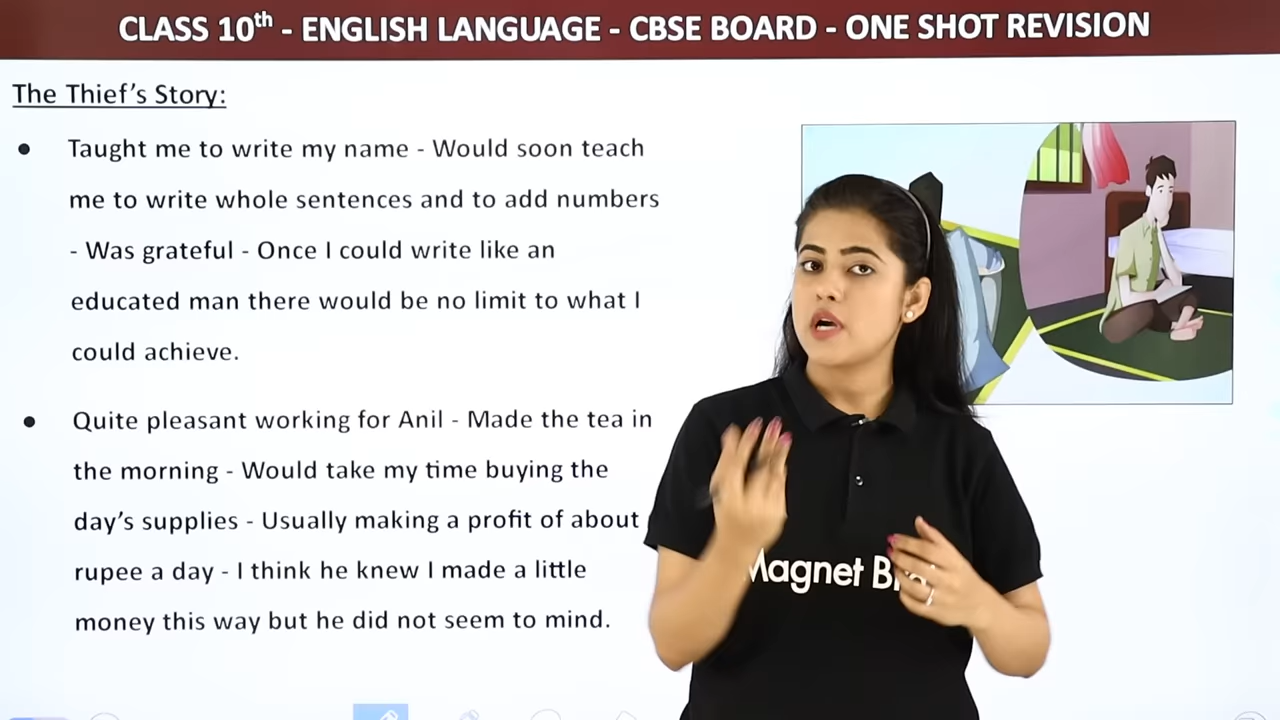 CLASS 10th - ENGLISH LANGUAGE - CBSE BOARD - ONE SHOT REVISION
The Thief's Story:
● Taught me to write my name - Would soon teach
me to write whole sentences and to add numbers
- Was grateful - Once I could write like an
educated man there would be no limit to what I
could achieve.
● Quite pleasant working for Anil - Made the tea in
the morning - Would take my time buying the
day's supplies - Usually making a profit of about
rupee a day - I think he knew I made a little
money this way but he did not seem to mind.
Magnet